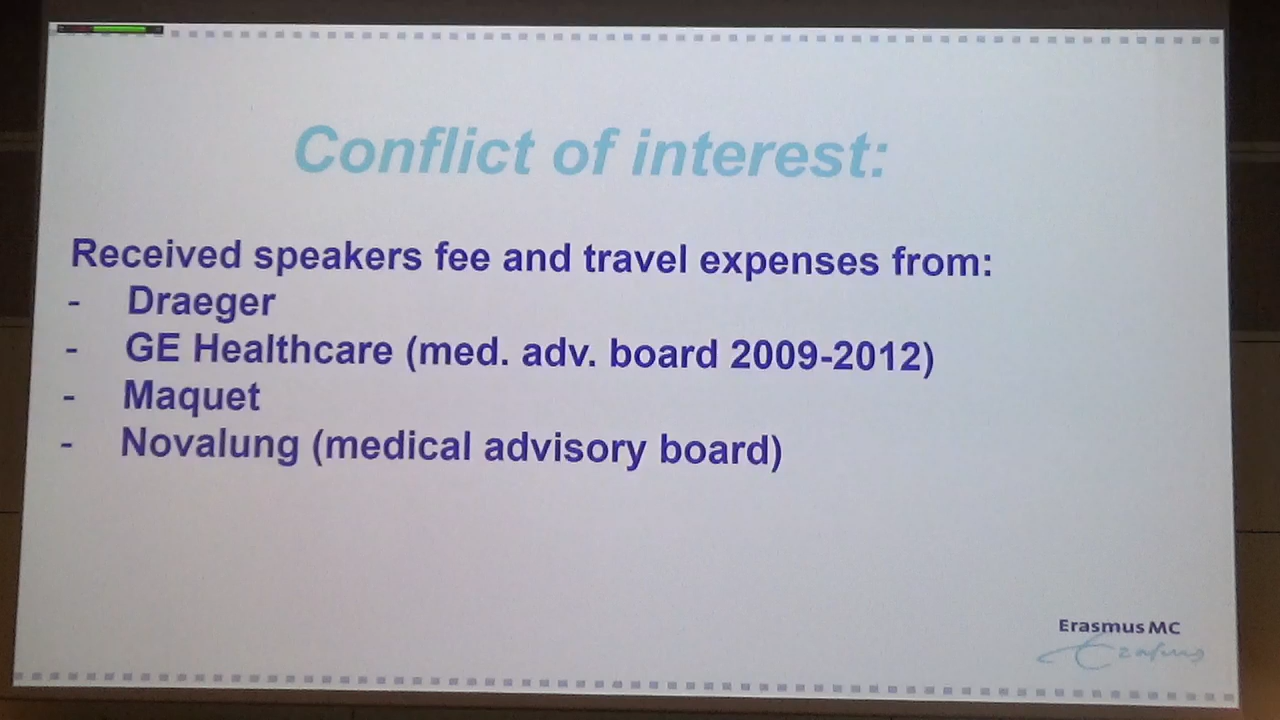 Conflict of interest:
Received speakers fee and travel expenses from:
- Draeger
- GE Healthcare (med. adv. board 2009-2012)
- Maquet
- Novalung (medical advisory board)
Erasmus MC
Erasmus